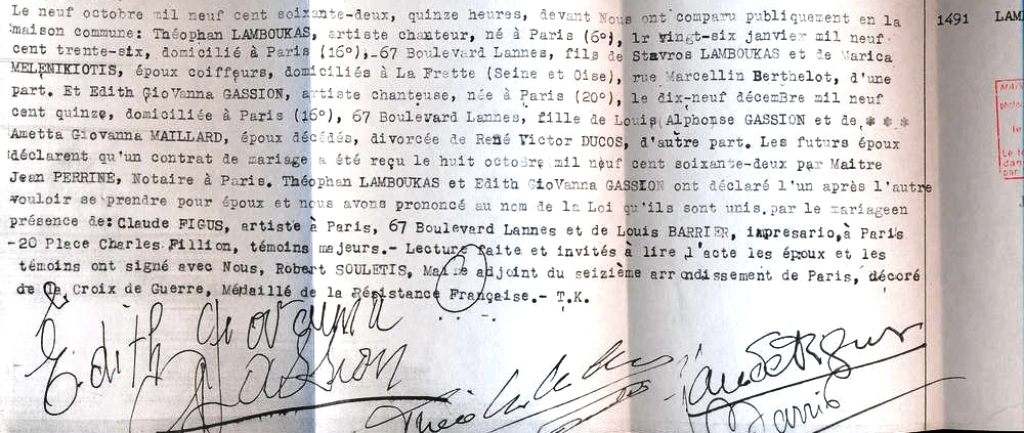 Le neuf octobre mil neuf cent soixante-deux, quinze heures, devant Nous ont comparu publiquement en la
maison commune: Théophan LAMBOUKAS, artiste chanteur, né à Paris (6°), lr vingt-six janvier mil neuf
cent trente-six, domicilié à Paris (16°),-67 Boulevard Lannes, fils de Stavros LAMBOUKAS et de Marica
MELENIKIOTIS, époux coiffeurs, domiciliés à La Frette (Seine et Oise), rue Marcellin Berthelot, d'une
part. Et Edith GioVanna GASSION, artiste chanteuse, née à Paris (20°), le dix-neuf décembre mil neuf
cent quinze, domiciliée à Paris (16°), 67 Boulevard Lannes, fille de Louis Alphonse GASSION et de * * *
Ametta Giovanna MAILLARD, époux décédés, divorcée de René Victor DUCOS, d'autre part. Les futurs époux
déclarent qu'un contrat de mariage a été reçu le huit octobre mil neuf cent soixante-deux par Maitre
Jean PERRINE, Notaire à Paris. Théophan LAMBOUKAS et Edith GioVanna GASSION ont déclaré l'un après l'autre
vouloir se prendre pour époux et nous avons prononcé au nom de la Loi qu'ils sont unis par le mariageen
présence de: Claude FIGUS, artiste à Paris, 67 Boulevard Lannes et de Louis BARRIER, impresario, à Paris
-20 Place Charles Fillion, témoins majeurs.- Lecture faite et invités à lire l'acte les époux et les
témoins ont signé avec Nous, Robert SOULETIS, Maire adjoint du seizième arrondissement de Paris, décoré
de la Croix de Guerre, Médaillé de la Résistance Française.- T.K.
Edith Giovanna
Gassion
1491 LAM